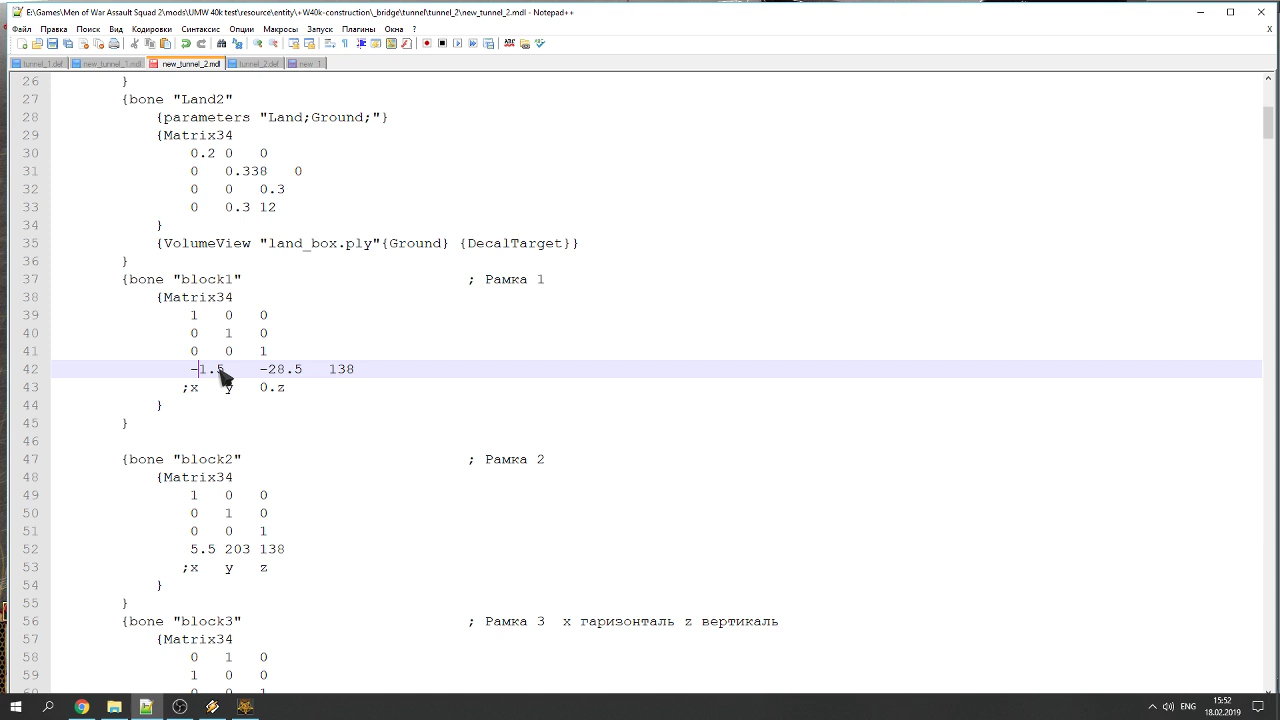 E:\Games\Men of War Assault Squad 2\mods\UMW 40k test\resource\entity\+W40k-construction\_bridge\tunnel\tunnel_2\new_tunnel_2.mdl - Notepad++
Файл Правка Поиск Вид Кодировки Синтаксис Опции Макросы Запуск Плагины Окна ? X
tunnel_1.def new_tunnel_1.mdl new_tunnel_2.mdl tunnel_2.def new 1
26 }
27 {bone "Land2"
28 {parameters "Land;Ground;"}
29 {Matrix34
30 0.2 0 0
31 0 0.338 0
32 0 0 0.3
33 0 0.3 12
34 }
35 {VolumeView "land_box.ply"{Ground} {DecalTarget}}
36 }
37 {bone "block1" ; Рамка 1
38 {Matrix34
39 1 0 0
40 0 1 0
41 0 0 1
42 -1.5 -28.5 138
43 ;x y 0.z
44 }
45 }
46
47 {bone "block2" ; Рамка 2
48 {Matrix34
49 1 0 0
50 0 1 0
51 0 0 1
52 5.5 203 138
53 ;x y z
54 }
55 }
56 {bone "block3" ; Рамка 3 x гаризонталь z вертикаль
57 {Matrix34
58 0 1 0
59 1 0 0
60 0 0 1
ENG
15:52
18.02.2019